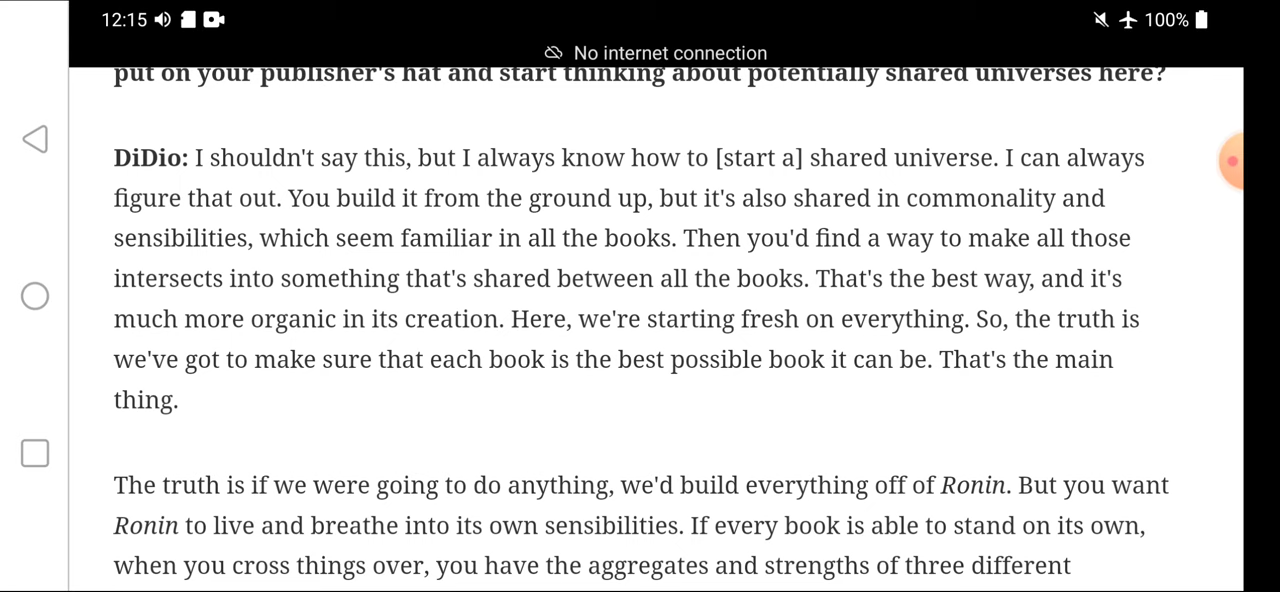 12:15
100%
No internet connection
put on your publisher's hat and start thinking about potentially shared universes here?
DiDio: I shouldn't say this, but I always know how to [start a] shared universe. I can always
figure that out. You build it from the ground up, but it's also shared in commonality and
sensibilities, which seem familiar in all the books. Then you'd find a way to make all those
intersects into something that's shared between all the books. That's the best way, and it's
much more organic in its creation. Here, we're starting fresh on everything. So, the truth is
we've got to make sure that each book is the best possible book it can be. That's the main
thing.
The truth is if we were going to do anything, we'd build everything off of Ronin. But you want
Ronin to live and breathe into its own sensibilities. If every book is able to stand on its own,
when you cross things over, you have the aggregates and strengths of three different